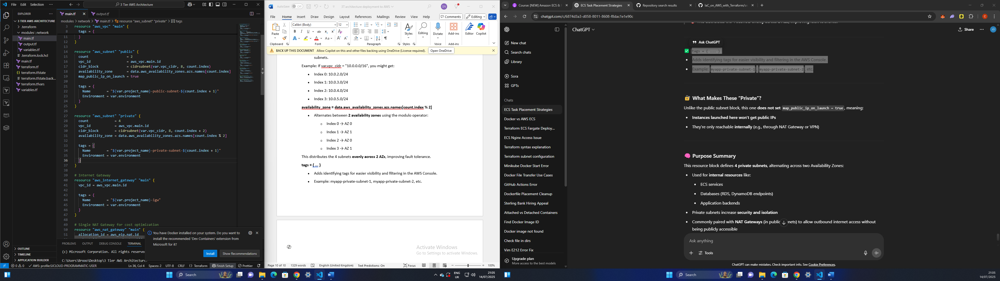 File Edit Selection ··· 3 Tier AWS Architecture
EXPLORER ···
3 TIER AWS ARCHITECTURE
.terraform
modules\network
main.tf
output.tf
variables.tf
.terraform.lock.hcl
main.tf
terraform.tf
terraform.tfstate
terraform.tfstate.back...
terraform.tfvars
variables.tf
OUTLINE
TIMELINE
APPLICATION BUILDER
aws
main.tf output.tf
modules > network > main.tf > resource "aws_subnet" "private" > tags
3 resource "aws_vpc" "main" {
8 tags = {
11 }
12 }
13
14 resource "aws_subnet" "public" {
15 count = 2
16 vpc_id = aws_vpc.main.id
17 cidr_block = cidrsubnet(var.vpc_cidr, 8, count.index)
18 availability_zone = data.aws_availability_zones.azs.names[count.index]
19 map_public_ip_on_launch = true
20
21 tags = {
22 Name = "${var.project_name}-public-subnet-${count.index + 1}"
23 Environment = var.environment
24 }
25 }
26
27 resource "aws_subnet" "private" {
28 count = 4
29 vpc_id = aws_vpc.main.id
30 cidr_block = cidrsubnet(var.vpc_cidr, 8, count.index + 2)
31 availability_zone = data.aws_availability_zones.azs.names[count.index % 2]
32
33 tags = {
34 Name = "${var.project_name}-private-subnet-${count.index + 1}"
35 Environment = var.environment
36 }
37 }
38
39 # Internet Gateway
40 resource "aws_internet_gateway" "main" {
41 vpc_id = aws_vpc.main.id
42
43 tags = {
44 Name = "${var.project_name}-igw"
45 Environment = var.environment
46 }
47 }
48
49 # Single NAT Gateway for cost optimization
50 resource "aws_nat_gateway" "main" {
51 allocation_id = aws_eip.nat.id
You have Docker installed on your system. Do you want to
install the recommended 'Dev Containers' extension from
Microsoft for it?
Install Show Recommendations
PROBLEMS OUTPUT DEBUG CONSOLE TERMINAL
(c) Microsoft Corporation. All rights reserved
C:\Users\Brooo\Desktop\3 Tier AWS Architecture>
0 0 AWS: profile:SJCLOUD-PROGRAMMATIC-USER Ln 36, Col 4 Spaces: 2 UTF-8 CRLF {} Terraform Finish Setup Prettier
AutoSave Off 3T architecture deployment to AWS SN
File Home Insert Draw Design Layout References Mailings Review View Help Comments Editing
Paste Calibri (Body) 12 Styles Editing Dictate Add-ins Editor Copilot
Clipboard Font Paragraph Styles Voice Add-ins
BACK UP THIS DOCUMENT Allow Copilot on this and other files backing using OneDrive (License required). Open OneDrive
subnets.
Example: If var.vpc_cidr = "10.0.0.0/16", you might get:
• Index 0: 10.0.2.0/24
• Index 1: 10.0.3.0/24
• Index 2: 10.0.4.0/24
• Index 3: 10.0.5.0/24
availability_zone = data.aws_availability_zones.azs.names[count.index % 2]
• Alternates between 2 availability zones using the modulo operator:
o Index 0 → AZ 0
o Index 1 → AZ 1
o Index 2 → AZ 0
o Index 3 → AZ 1
This distributes the 4 subnets evenly across 2 AZs, improving fault tolerance.
tags = { ... }
• Adds identifying tags for easier visibility and filtering in the AWS Console.
• Example: myapp-private-subnet-1, myapp-private-subnet-2, etc.
Activate Windows
Go to Settings to activate Windows.
Page 10 of 10 1329 words English (United Kingdom) Text Predictions: On Focus 100%
Search ENG UK 21:05 14/07/2025
Course: [NEW] Amazon ECS & ECS Task Placement Strategies Repository search results IaC_on_AWS_with_Terraform/src
chatgpt.com/c/6874d3a3-d058-8011-8608-f8dac1e1e90c
ChatGPT Share ··· JO
New chat
Search chats
Library
Sora
GPTs
Chats
ECS Task Placement Strategies
Docker vs AWS ECS
Terraform ECS Fargate Deploy...
ECS Nginx Access Issue
Terraform syntax explanation
Terraform subnet configuration
Minikube Docker Start Error
Docker File Transfer Use Cases
GitHub Actions Error
Dockerfile Placement Cleanup
Sterling Bank Hiring Appeal
Attached vs Detached Containers
Find Docker Image ID
Docker image not found
Check file in dirs
Vim E212 Error Fix
Upgrade plan
More access to the best models
Ask ChatGPT
tags = { ... }
• Adds identifying tags for easier visibility and filtering in the AWS Console.
• Example: myapp-private-subnet-1, myapp-private-subnet-2, etc.
What Makes These “Private”?
Unlike the public subnet block, this one does not set map_public_ip_on_launch = true, meaning:
• Instances launched here won't get public IPs
• They're only reachable internally (e.g., through NAT Gateway or VPN)
Purpose Summary
This resource block defines 4 private subnets, alternating across two Availability Zones:
• Used for internal resources like:
• ECS services
• Databases (RDS, DynamoDB endpoints)
• Application backends
• Private subnets increase security and isolation
• Commonly paired with NAT Gateways (in public nets) to allow outbound internet access without
being publicly accessible
Ask anything
Tools
ChatGPT can make mistakes. Check important info. See Cookie Preferences.
Search 21:05
14/07/2025